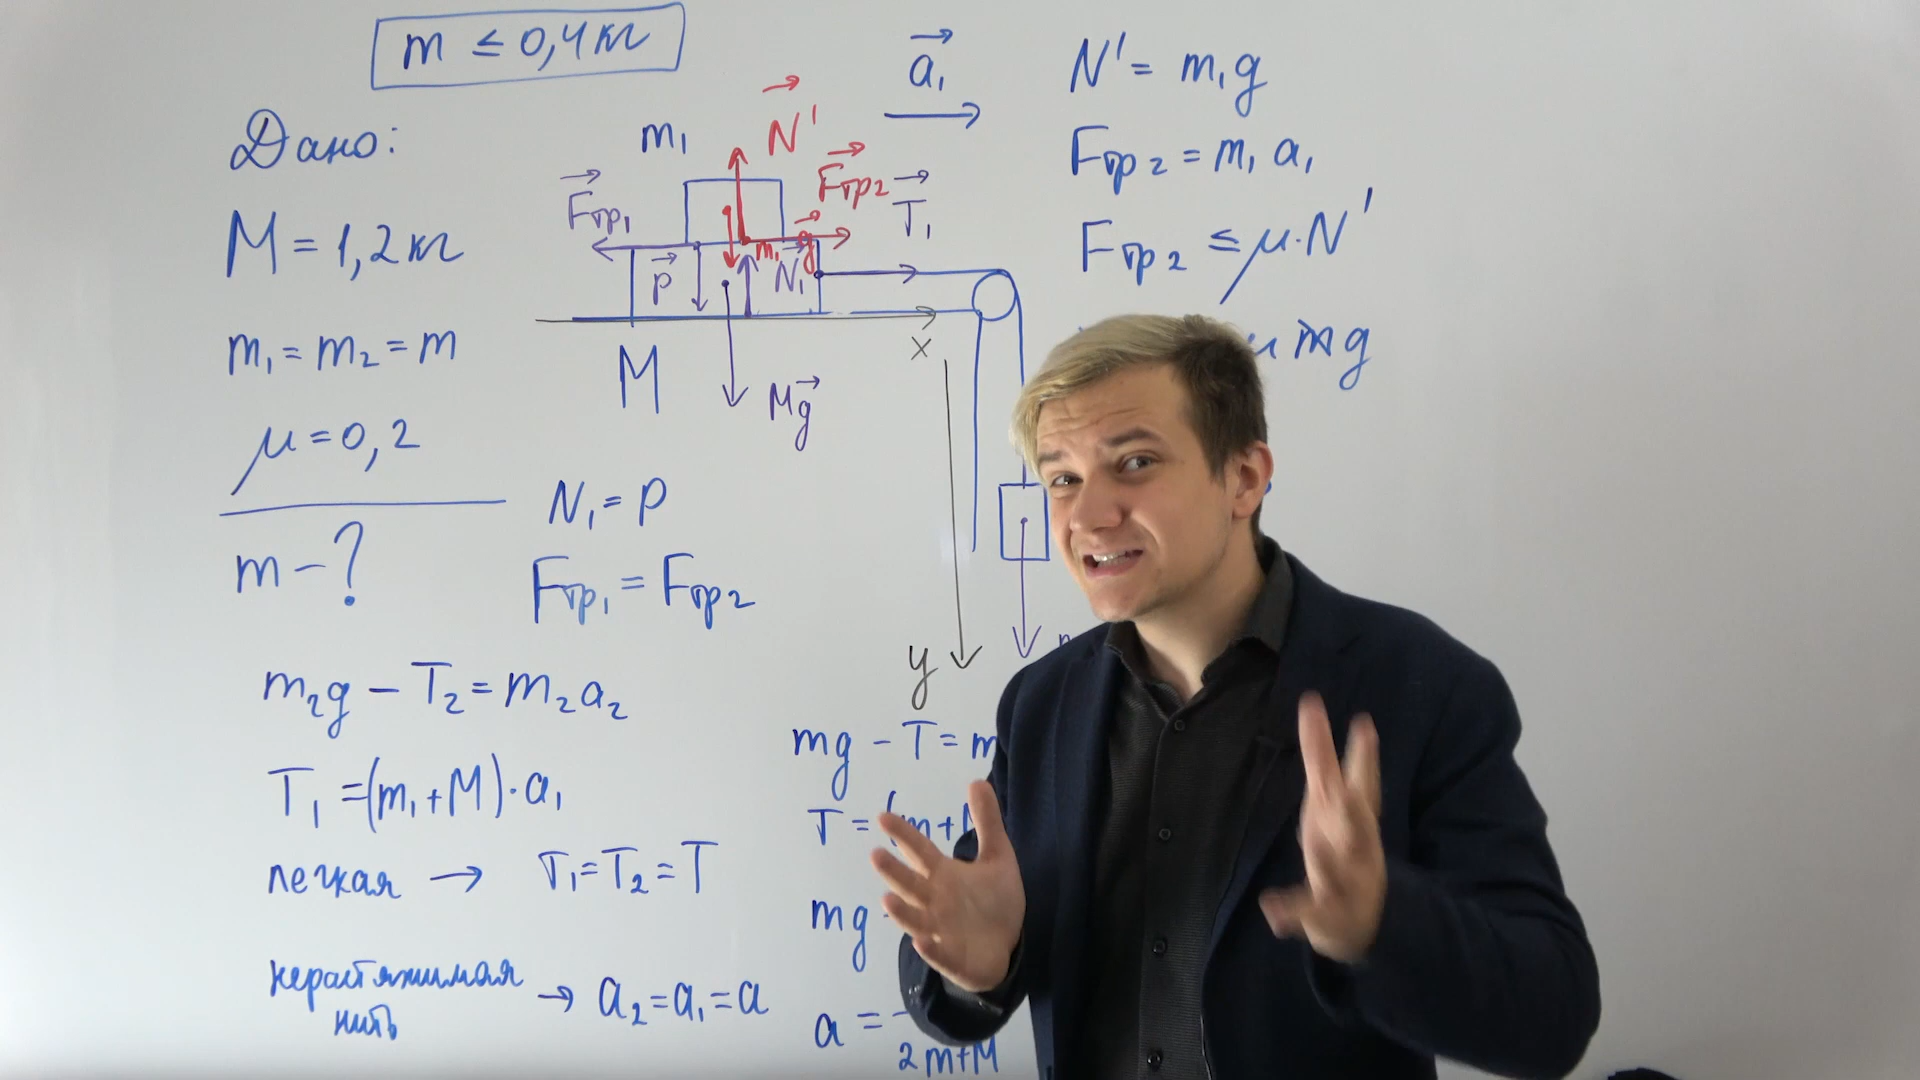 m ≤ 0,4кг
Дано:
M = 1,2кг
m₁ = m₂ = m
μ = 0,2
m - ?
m₁
N'
a₁
Fтр₁
Fтр₂
T₁
P
m₁g
N₁
x
M
Mg
y
N₁ = P
Fтр₁ = Fтр₂
N' = m₁g
Fтр₂ = m₁a₁
Fтр₂ ≤ μ·N'
mg
m₂g - T₂ = m₂a₂
T₁ = (m₁+M)·a₁
легкая → T₁ = T₂ = T
нерастяжимая
нить → a₂ = a₁ = a
mg - T = m
T = (m+
mg -
a =
2m+M